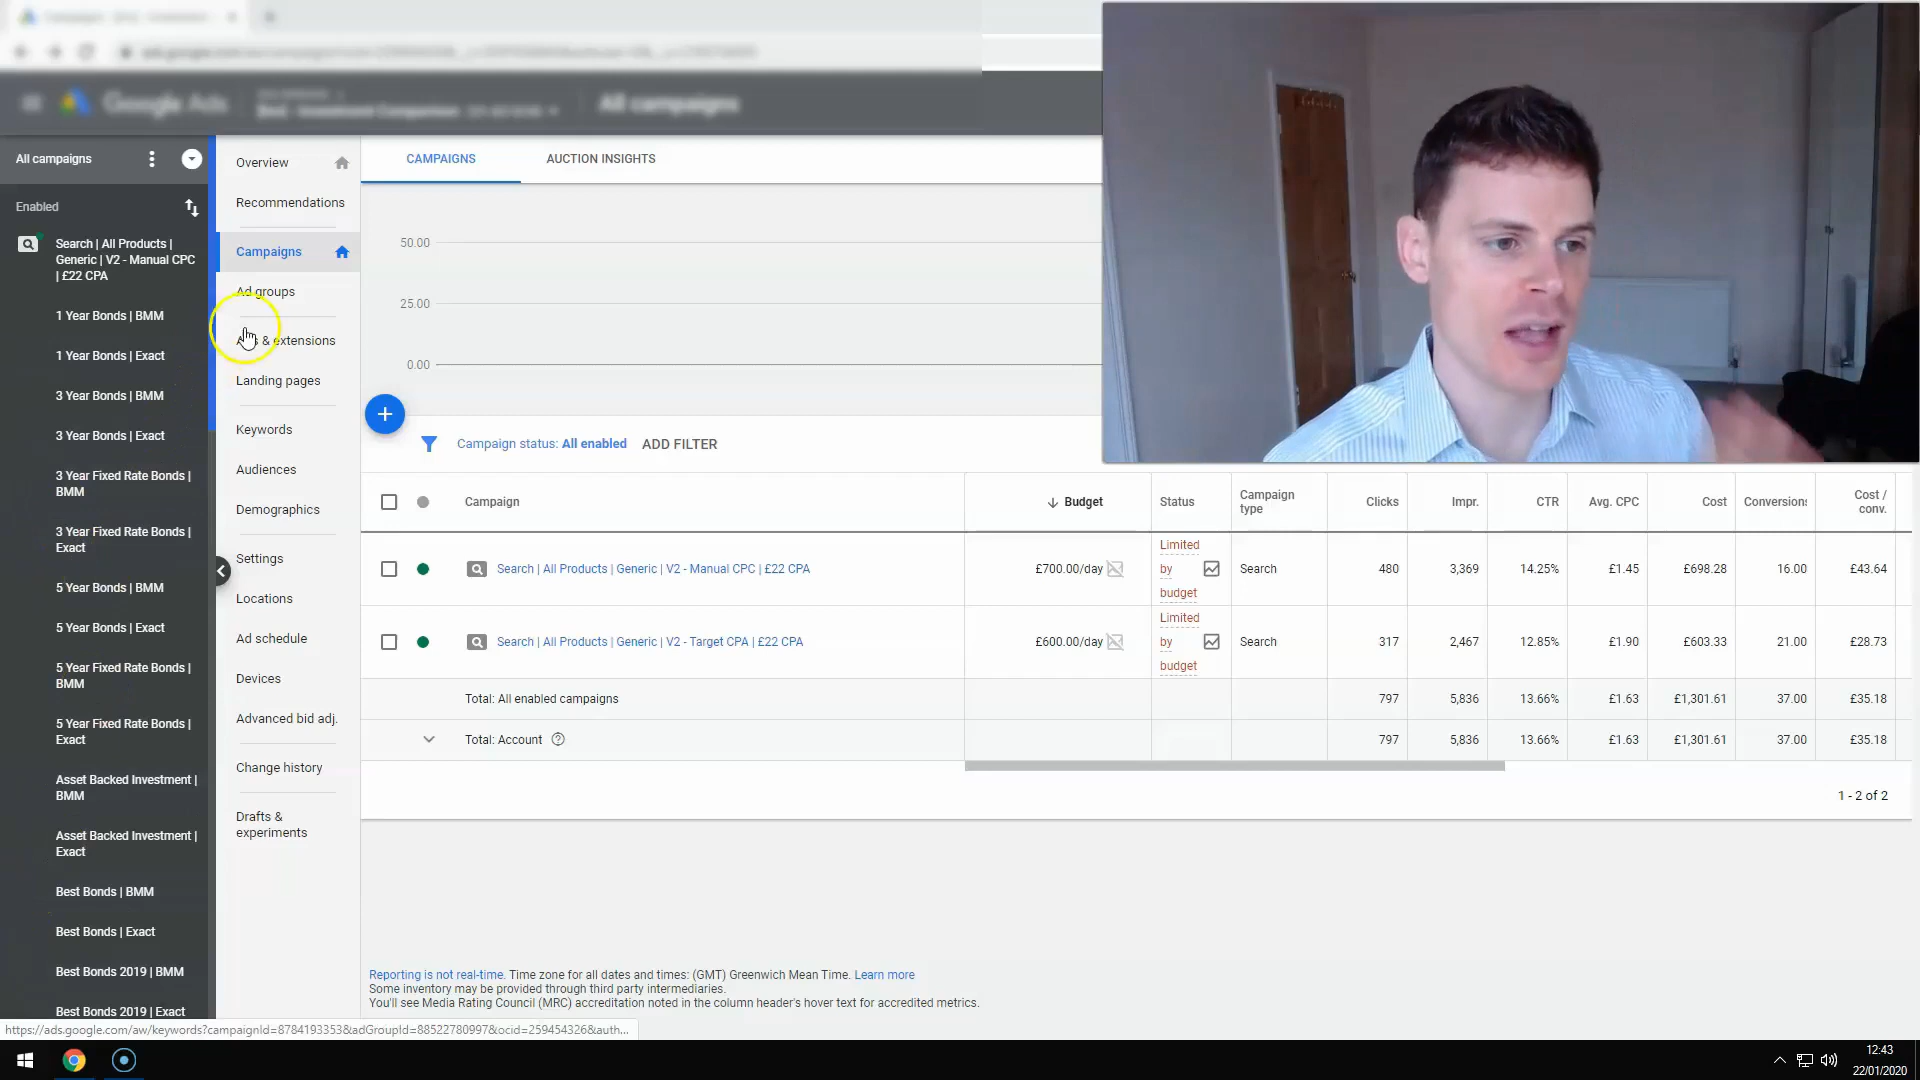 Google Ads
All campaigns
All campaigns
Enabled
Search | All Products |
Generic | V2 - Manual CPC
| £22 CPA
1 Year Bonds | BMM
1 Year Bonds | Exact
3 Year Bonds | BMM
3 Year Bonds | Exact
3 Year Fixed Rate Bonds |
BMM
3 Year Fixed Rate Bonds |
Exact
5 Year Bonds | BMM
5 Year Bonds | Exact
5 Year Fixed Rate Bonds |
BMM
5 Year Fixed Rate Bonds |
Exact
Asset Backed Investment |
BMM
Asset Backed Investment |
Exact
Best Bonds | BMM
Best Bonds | Exact
Best Bonds 2019 | BMM
Best Bonds 2019 | Exact
Overview
Recommendations
Campaigns
Ad groups
Ads & extensions
Landing pages
Keywords
Audiences
Demographics
Settings
Locations
Ad schedule
Devices
Advanced bid adj.
Change history
Drafts &
experiments
CAMPAIGNS AUCTION INSIGHTS
50.00
25.00
0.00
Campaign status: All enabled ADD FILTER
Campaign Budget Status Campaign type Clicks Impr. CTR Avg. CPC Cost Conversions Cost / conv.
Search | All Products | Generic | V2 - Manual CPC | £22 CPA £700.00/day Limited by budget Search 480 3,369 14.25% £1.45 £698.28 16.00 £43.64
Search | All Products | Generic | V2 - Target CPA | £22 CPA £600.00/day Limited by budget Search 317 2,467 12.85% £1.90 £603.33 21.00 £28.73
Total: All enabled campaigns 797 5,836 13.66% £1.63 £1,301.61 37.00 £35.18
Total: Account 797 5,836 13.66% £1.63 £1,301.61 37.00 £35.18
1 - 2 of 2
Reporting is not real-time. Time zone for all dates and times: (GMT) Greenwich Mean Time. Learn more
Some inventory may be provided through third party intermediaries.
You'll see Media Rating Council (MRC) accreditation noted in the column header's hover text for accredited metrics.
https://ads.google.com/aw/keywords?campaignId=8784193353&adGroupId=88522780997&ocid=259454326&auth...
12:43
22/01/2020